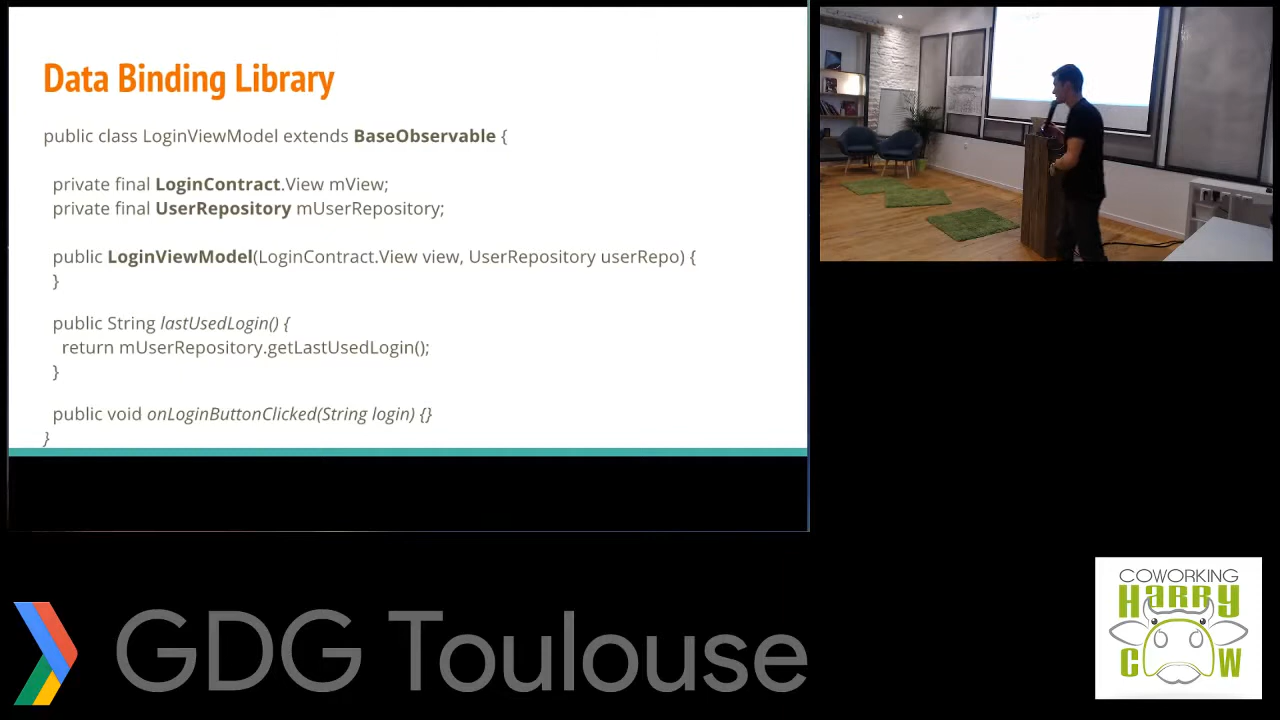 Data Binding Library
public class LoginViewModel extends BaseObservable {
private final LoginContract.View mView;
private final UserRepository mUserRepository;
public LoginViewModel(LoginContract.View view, UserRepository userRepo) {
}
public String lastUsedLogin() {
return mUserRepository.getLastUsedLogin();
}
public void onLoginButtonClicked(String login) {}
}
GDG Toulouse
COWORKING
HARRY
COW